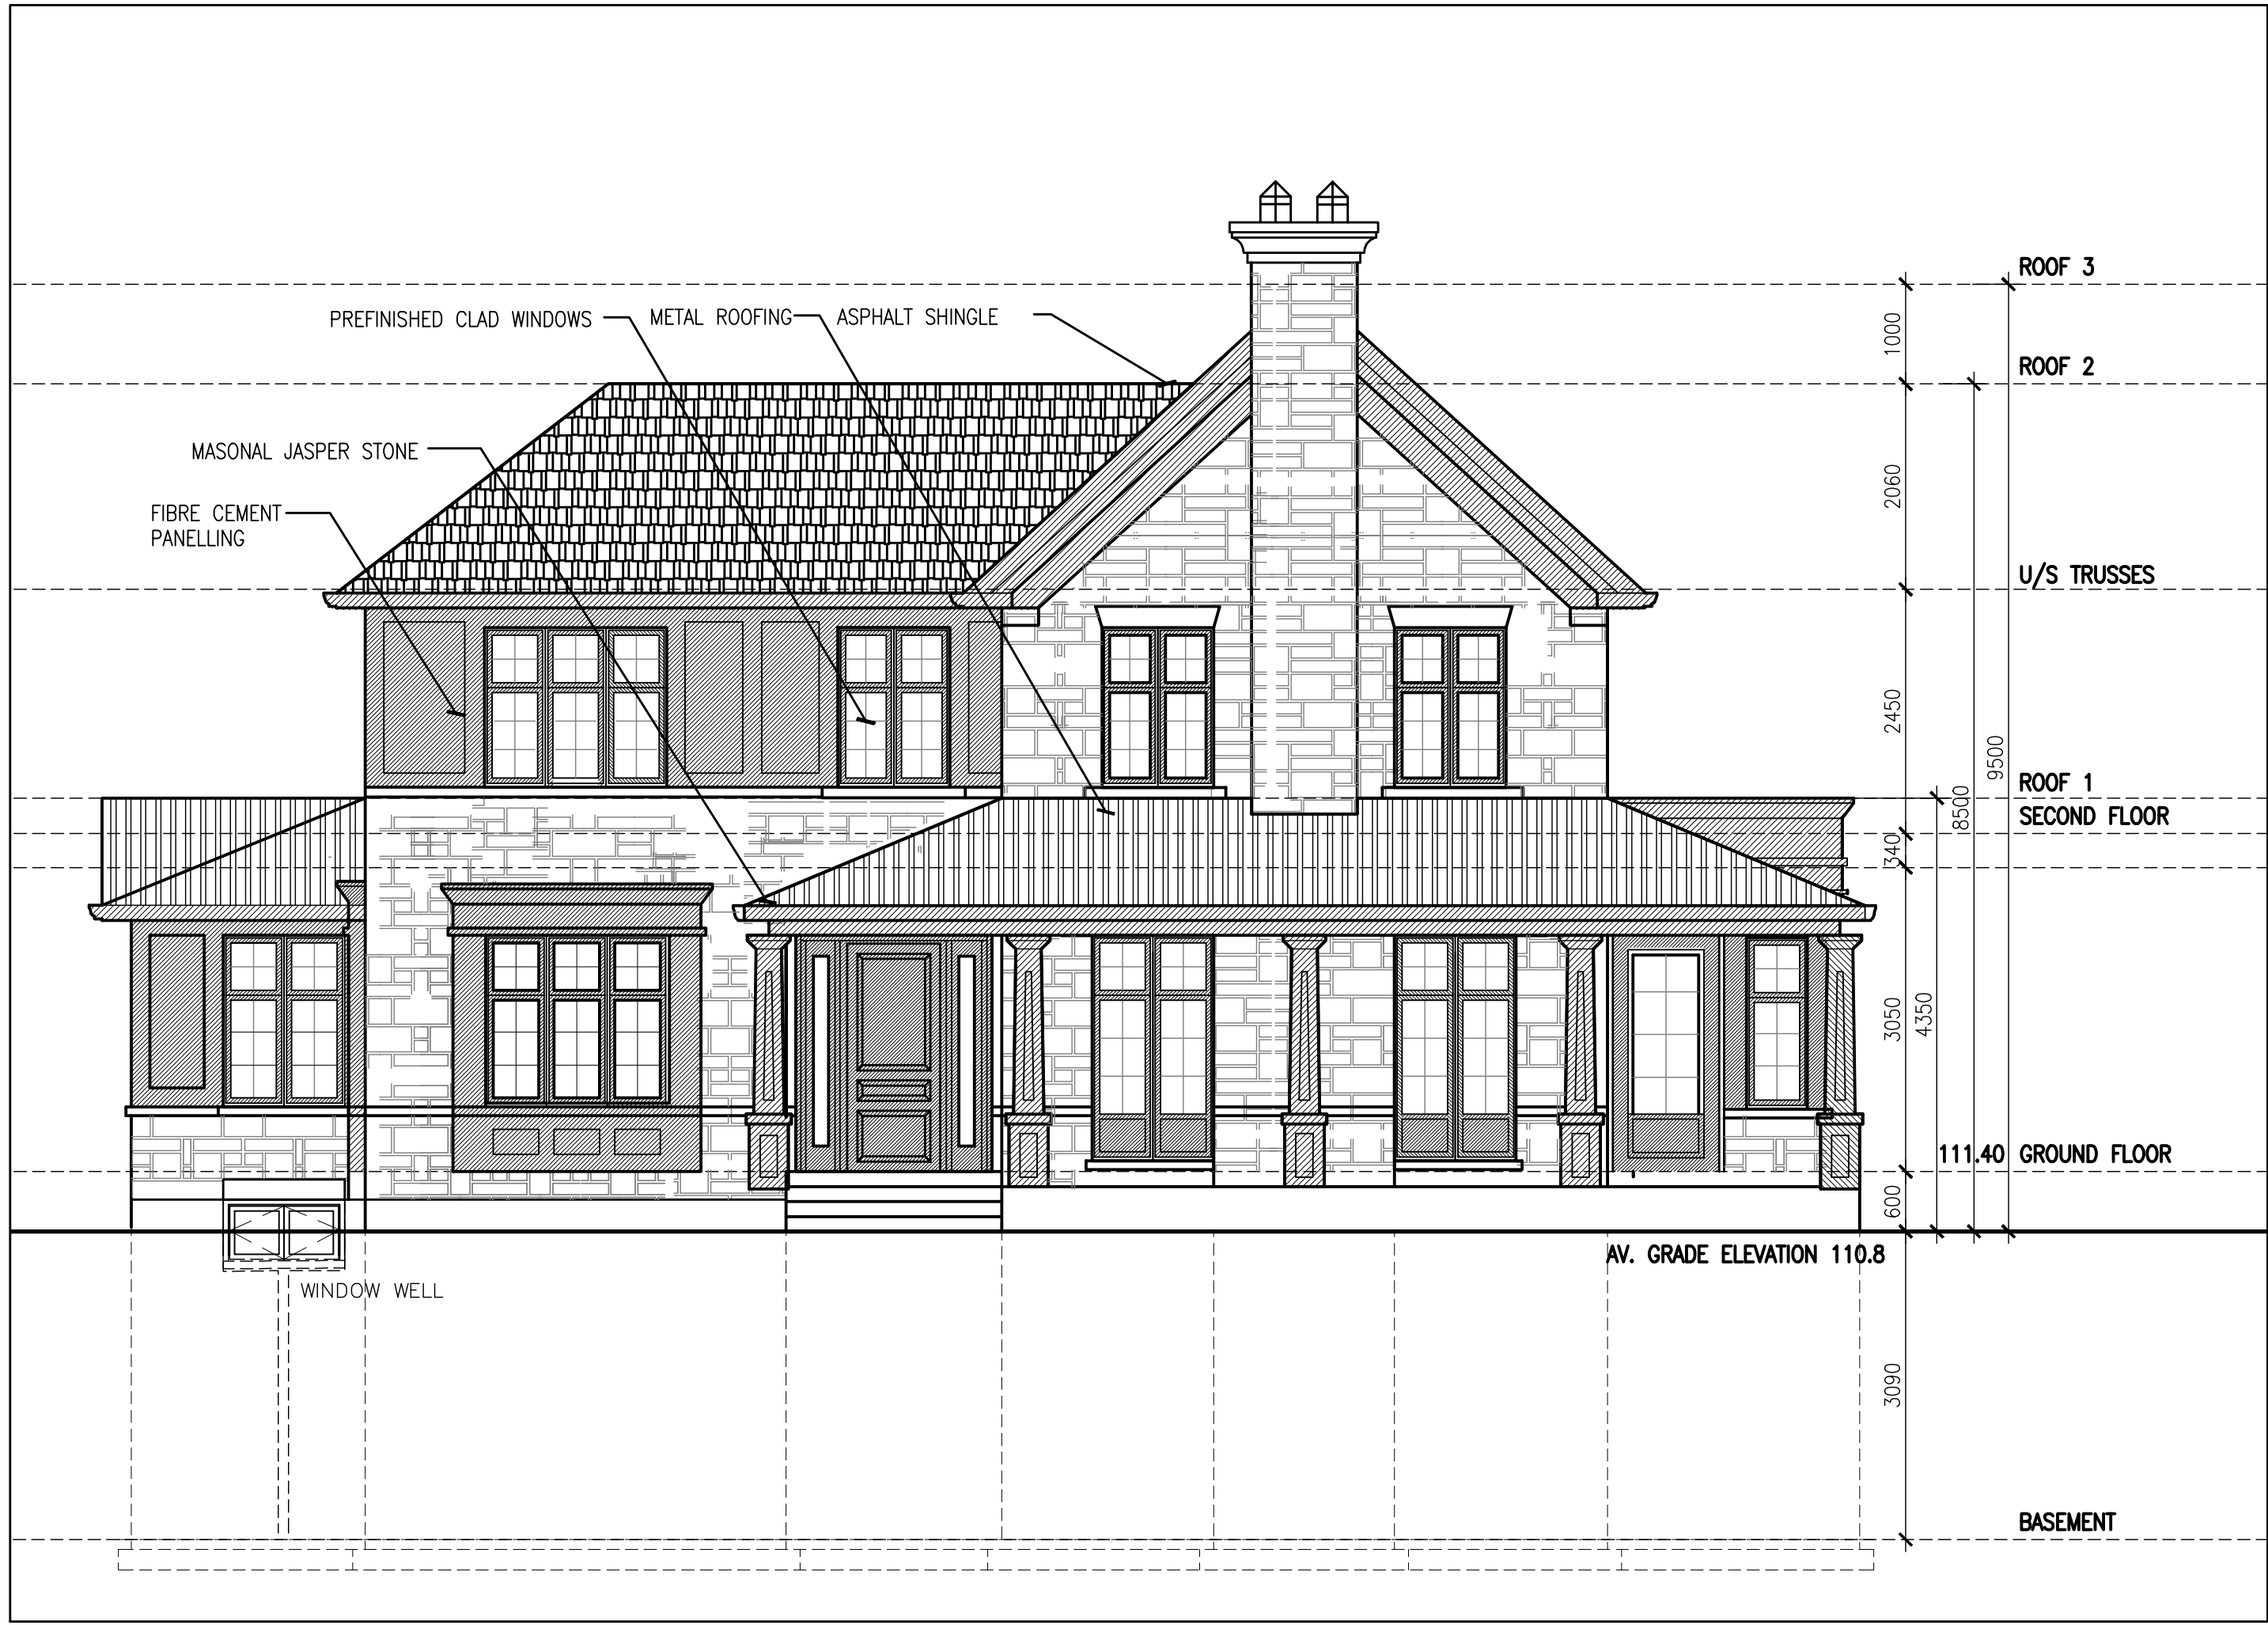 ROOF 3
PREFINISHED CLAD WINDOWS
METAL ROOFING
ASPHALT SHINGLE
1000
ROOF 2
MASONAL JASPER STONE
2060
FIBRE CEMENT
PANELLING
U/S TRUSSES
2450
9500
ROOF 1
8500
SECOND FLOOR
340
3050
4350
111.40 GROUND FLOOR
600
AV. GRADE ELEVATION 110.8
WINDOW WELL
3090
BASEMENT